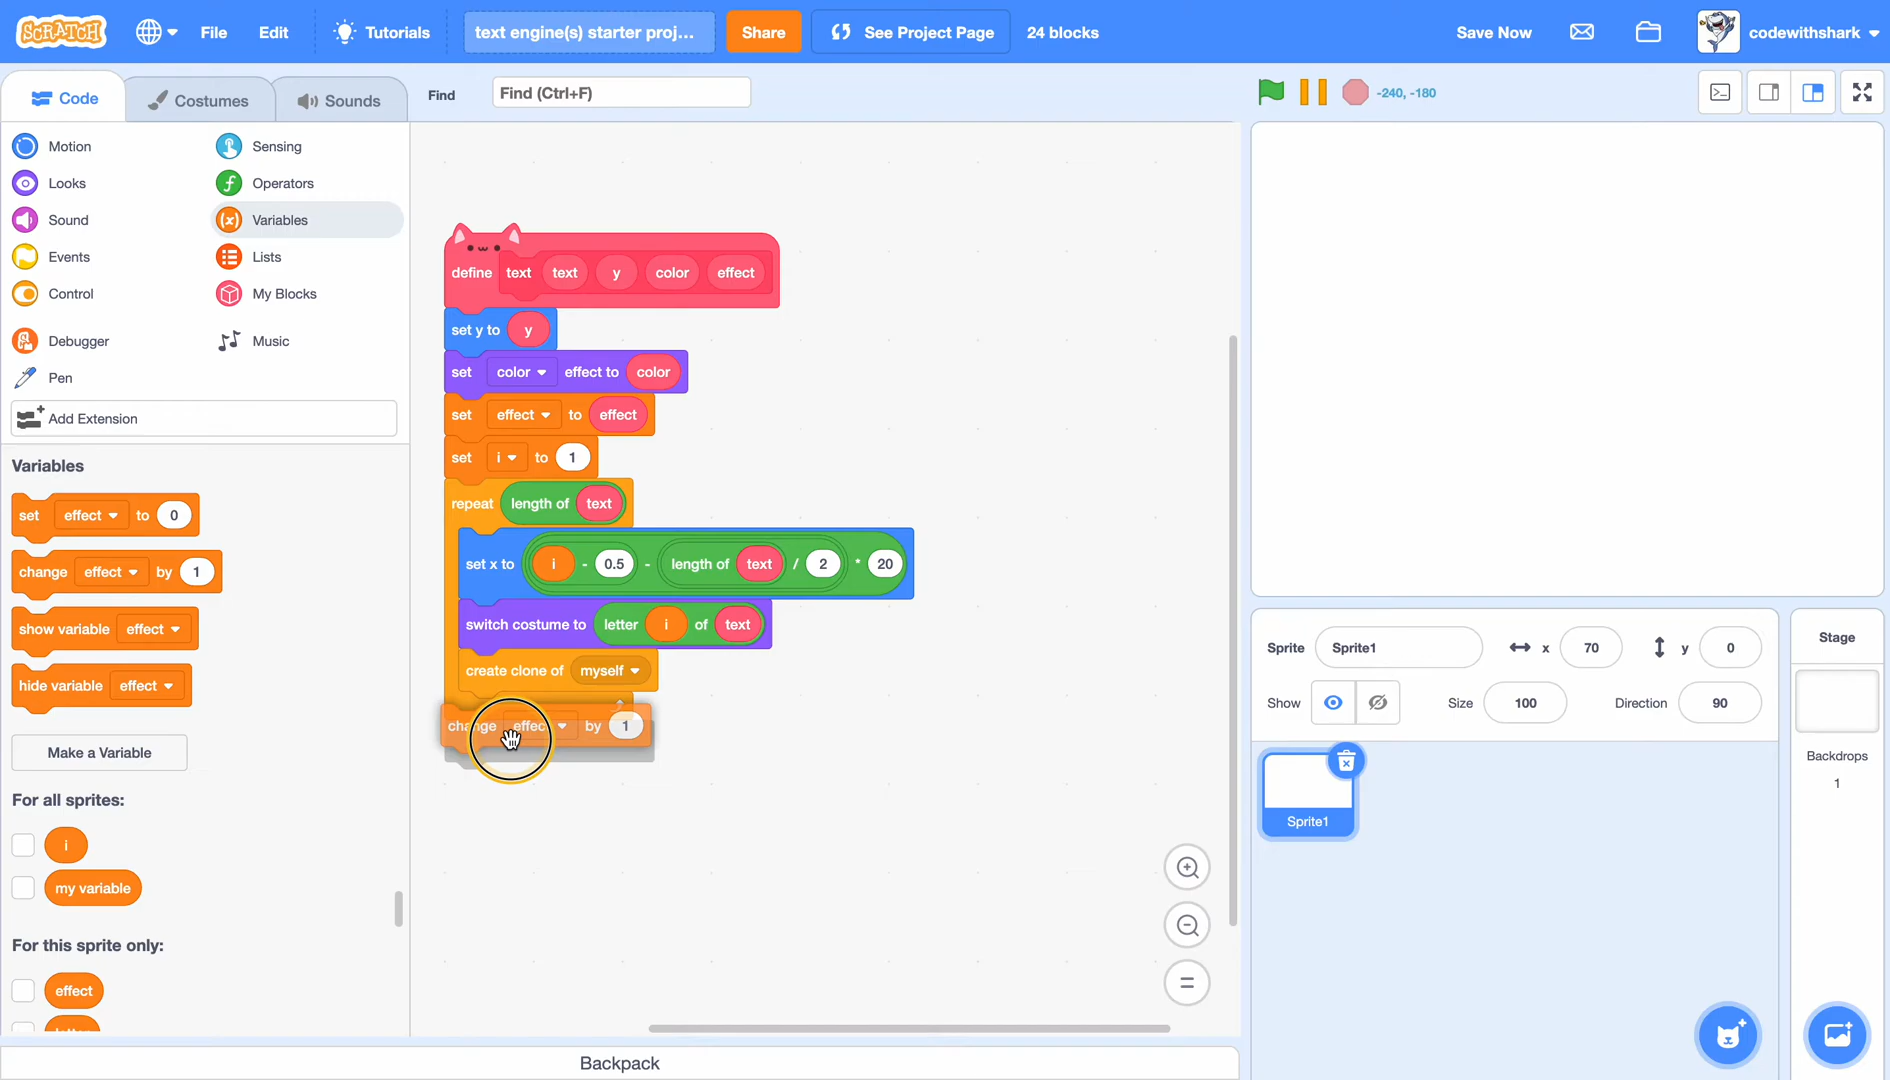 SCRATCH File Edit Tutorials text engine(s) starter proj... Share See Project Page 24 blocks Save Now codewithshark
Code Costumes Sounds Find Find (Ctrl+F) -240, -180
Motion Sensing
Looks Operators
Sound (x) Variables
Events Lists
Control My Blocks
Debugger Music
Pen
Add Extension
Variables
set effect to 0
change effect by 1
show variable effect
hide variable effect
Make a Variable
For all sprites:
i
my variable
For this sprite only:
effect
define text text y color effect
set y to y
set color effect to color
set effect to effect
set i to 1
repeat length of text
set x to i - 0.5 - length of text / 2 * 20
switch costume to letter i of text
create clone of myself
change effect by 1
Sprite Sprite1 x 70 y 0
Show Size 100 Direction 90
Sprite1
Stage
Backdrops
1
Backpack